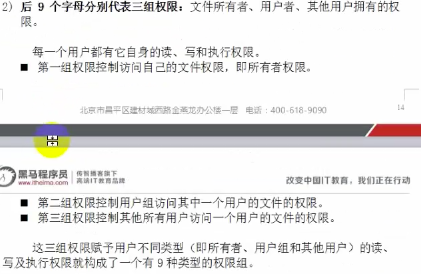 2) 后 9 个字母分别代表三组权限：文件所有者、用户者、其他用户拥有的权
限。
每一个用户都有它自身的读、写和执行权限。
■ 第一组权限控制访问自己的文件权限，即所有者权限。
北京市昌平区建材城西路金燕龙办公楼一层 电话：400-618-9090
14
黑马程序员
www.itheima.com
传智播客旗下
高端IT教育品牌
改变中国IT教育，我们正在行动
■ 第二组权限控制用户组访问其中一个用户的文件的权限。
■ 第三组权限控制其他所有用户访问一个用户的文件的权限。
这三组权限赋予用户不同类型（即所有者、用户组和其他用户）的读、
写及执行权限就构成了一个有 9 种类型的权限组。